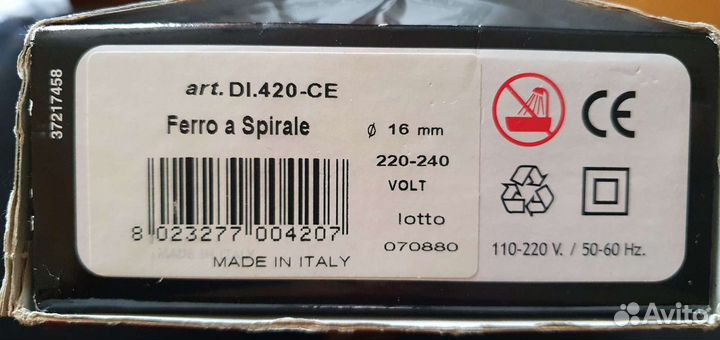 37217458
art. DI.420-CE
Ferro a Spirale
ø 16 mm
220-240
VOLT
lotto
070880
8 023277 004207
MADE IN ITALY
CE
110-220 V. / 50-60 Hz.
Avito